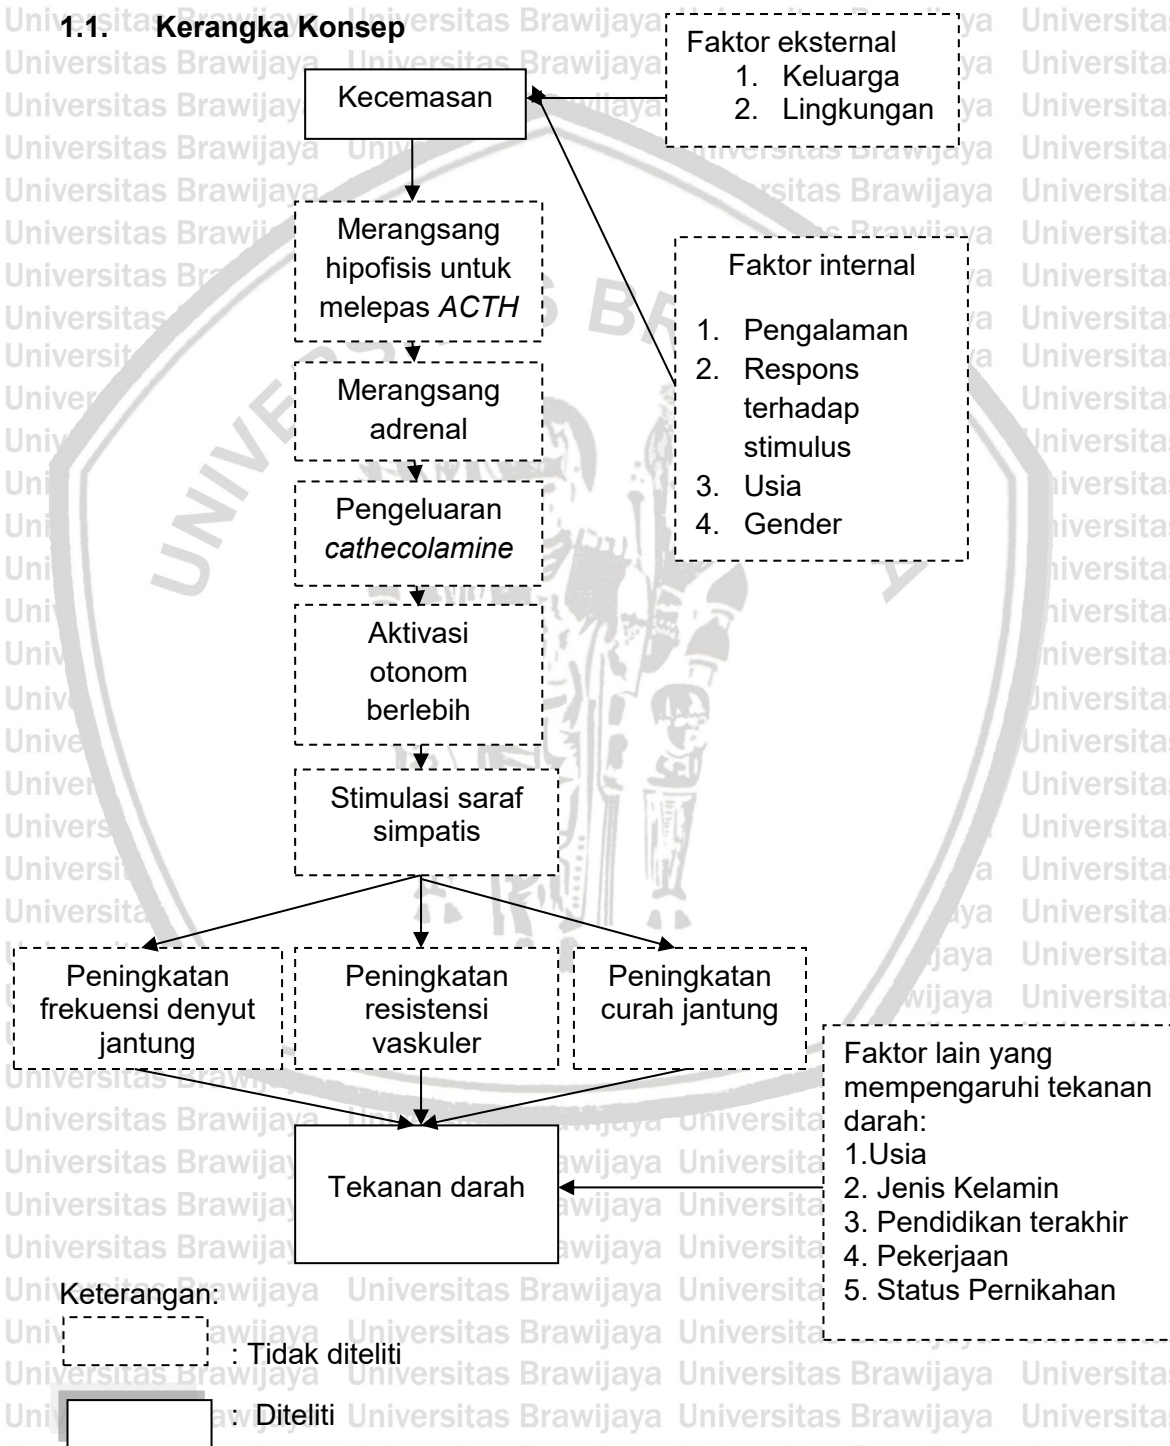 1.1. Kerangka Konsep
Faktor eksternal
1. Keluarga
2. Lingkungan
Kecemasan
Merangsang
hipofisis untuk
melepas ACTH
Faktor internal
1. Pengalaman
2. Respons
terhadap
stimulus
3. Usia
4. Gender
Merangsang
adrenal
Pengeluaran
cathecolamine
Aktivasi
otonom
berlebih
Stimulasi saraf
simpatis
Peningkatan
frekuensi denyut
jantung
Peningkatan
resistensi
vaskuler
Peningkatan
curah jantung
Faktor lain yang
mempengaruhi tekanan
darah:
1.Usia
2. Jenis Kelamin
3. Pendidikan terakhir
4. Pekerjaan
5. Status Pernikahan
Tekanan darah
Keterangan:
: Tidak diteliti
: Diteliti
Universitas Brawijaya